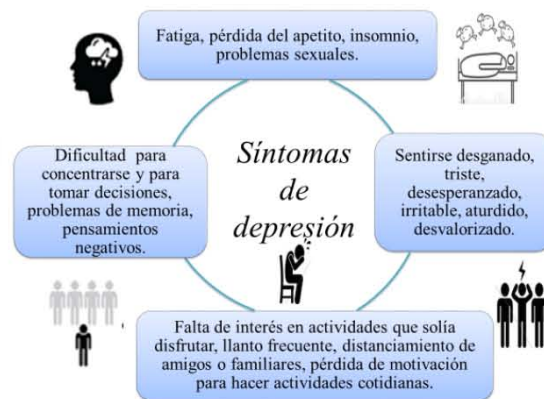 Fatiga, pérdida del apetito, insomnio,
problemas sexuales.
Síntomas
de
depresión
Dificultad para
concentrarse y para
tomar decisiones,
problemas de memoria,
pensamientos
negativos.
Sentirse desganado,
triste,
desesperanzado,
irritable, aturdido,
desvalorizado.
Falta de interés en actividades que solía
disfrutar, llanto frecuente, distanciamiento de
amigos o familiares, pérdida de motivación
para hacer actividades cotidianas.